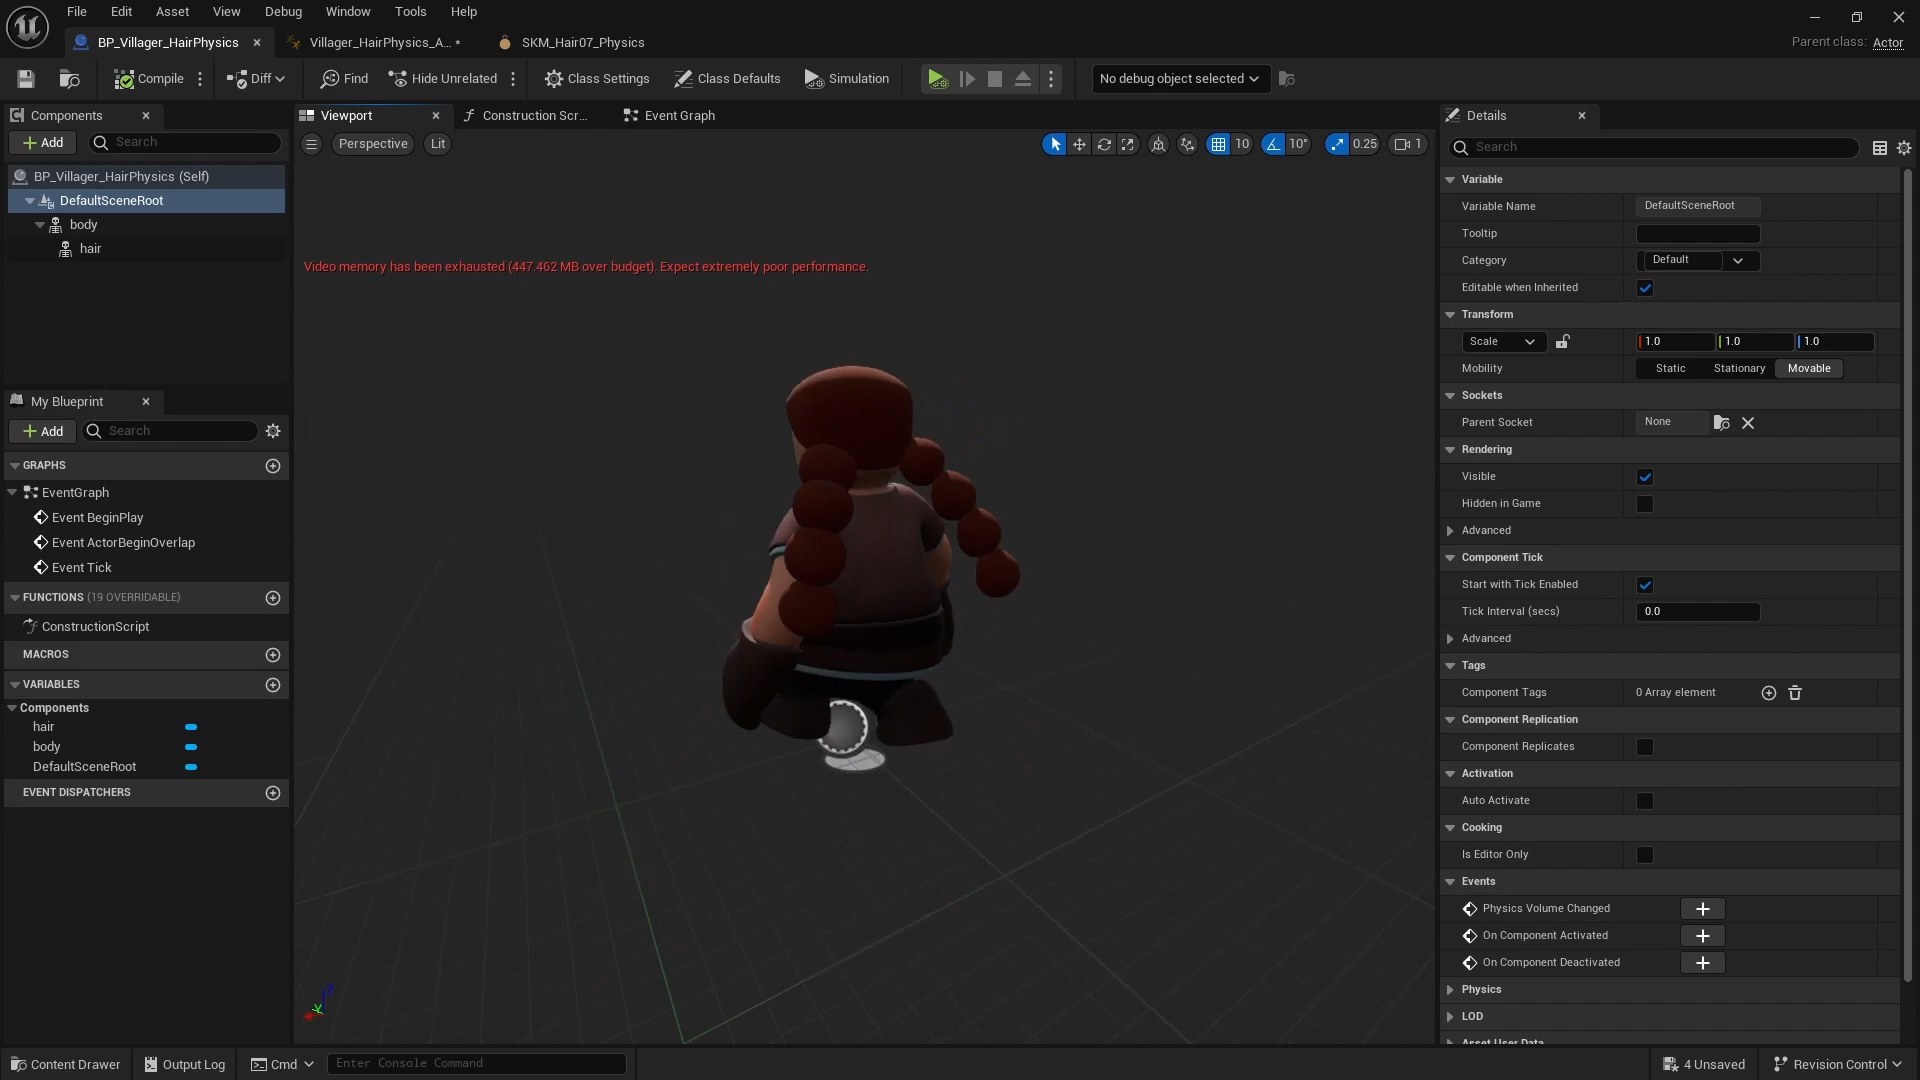 File Edit Asset View Debug Window Tools Help
BP_Villager_HairPhysics
Villager_HairPhysics_A... *
SKM_Hair07_Physics
Parent class: Actor
Compile
Diff
Find
Hide Unrelated
Class Settings
Class Defaults
Simulation
No debug object selected
Components
Add
Search
BP_Villager_HairPhysics (Self)
DefaultSceneRoot
body
hair
My Blueprint
Add
Search
GRAPHS
EventGraph
Event BeginPlay
Event ActorBeginOverlap
Event Tick
FUNCTIONS (19 OVERRIDABLE)
ConstructionScript
MACROS
VARIABLES
Components
hair
body
DefaultSceneRoot
EVENT DISPATCHERS
Viewport
Construction Scr...
Event Graph
Perspective
Lit
10
10°
0.25
1
Video memory has been exhausted (447.462 MB over budget). Expect extremely poor performance.
Z
Y
Details
Search
Variable
Variable Name DefaultSceneRoot
Tooltip
Category Default
Editable when Inherited
Transform
Scale 1.0 1.0 1.0
Mobility Static Stationary Movable
Sockets
Parent Socket None
Rendering
Visible
Hidden in Game
Advanced
Component Tick
Start with Tick Enabled
Tick Interval (secs) 0.0
Advanced
Tags
Component Tags 0 Array element
Component Replication
Component Replicates
Activation
Auto Activate
Cooking
Is Editor Only
Events
Physics Volume Changed
On Component Activated
On Component Deactivated
Physics
LOD
Asset User Data
Content Drawer
Output Log
Cmd
Enter Console Command
4 Unsaved
Revision Control